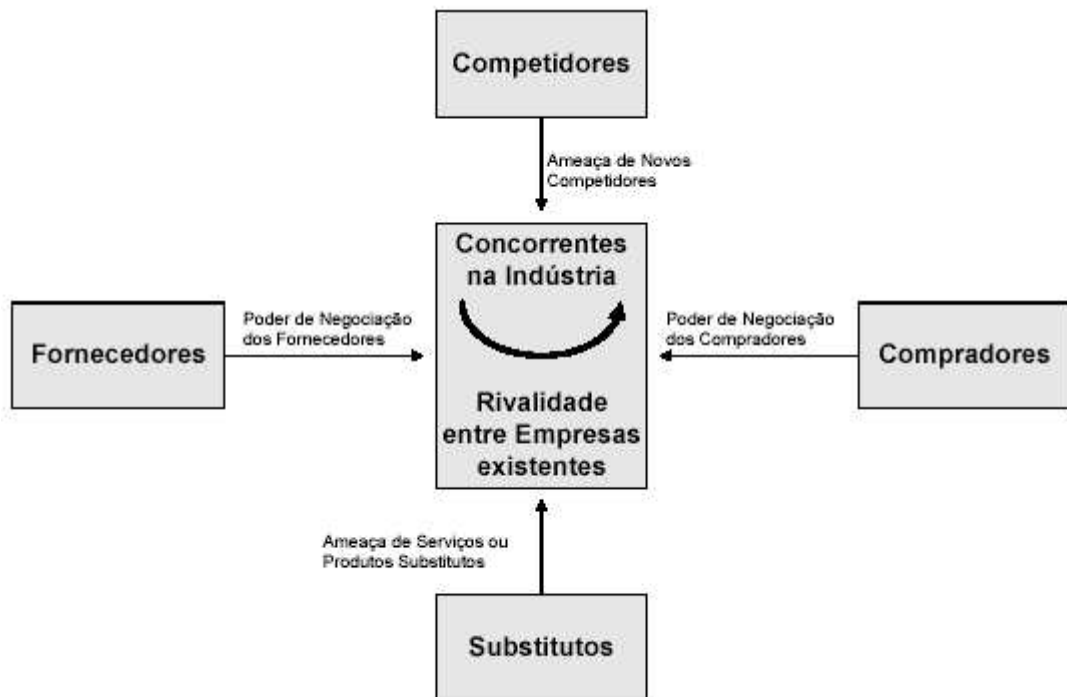 Competidores
Ameaça de Novos
Competidores
Concorrentes
na Indústria
Fornecedores
Poder de Negociação
dos Fornecedores
Poder de Negociação
dos Compradores
Compradores
Rivalidade
entre Empresas
existentes
Ameaça de Serviços ou
Produtos Substitutos
Substitutos